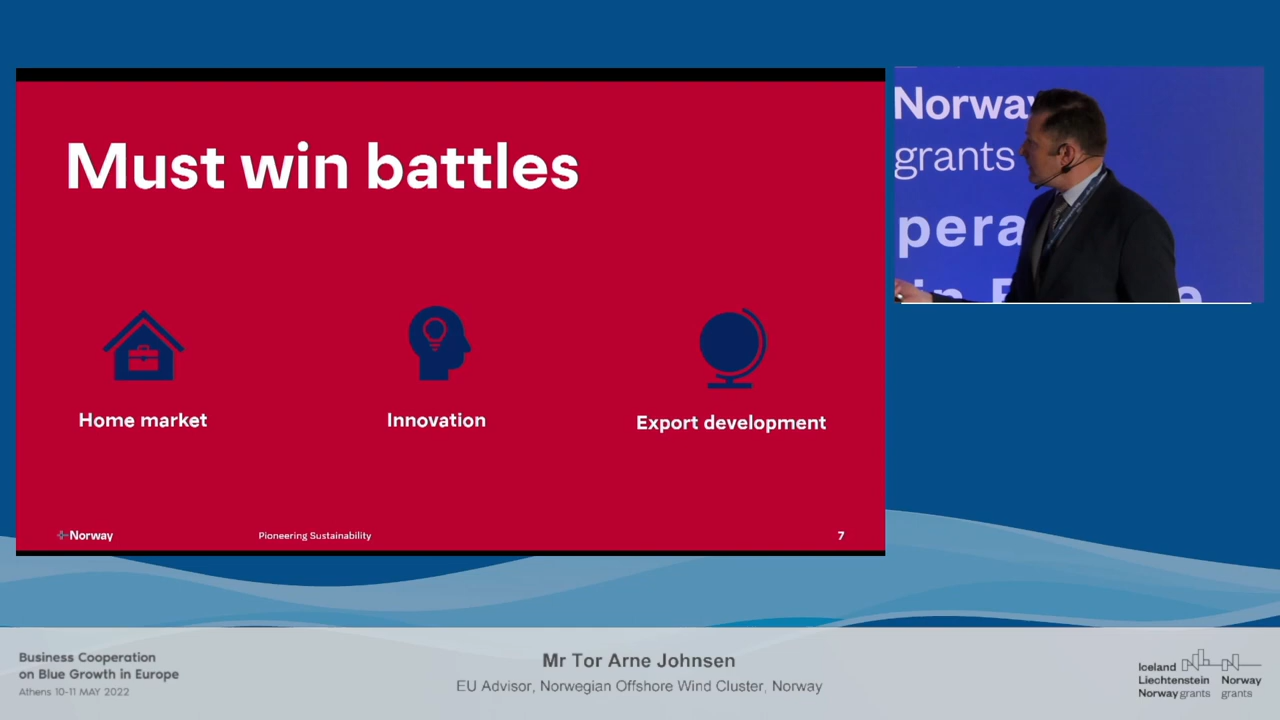 Must win battles
Home market
Innovation
Export development
Norway
Pioneering Sustainability
7
Norway
grants
pera
Business Cooperation
on Blue Growth in Europe
Athens 10-11 MAY 2022
Mr Tor Arne Johnsen
EU Advisor, Norwegian Offshore Wind Cluster, Norway
Iceland
Liechtenstein
Norway grants
Norway
grants